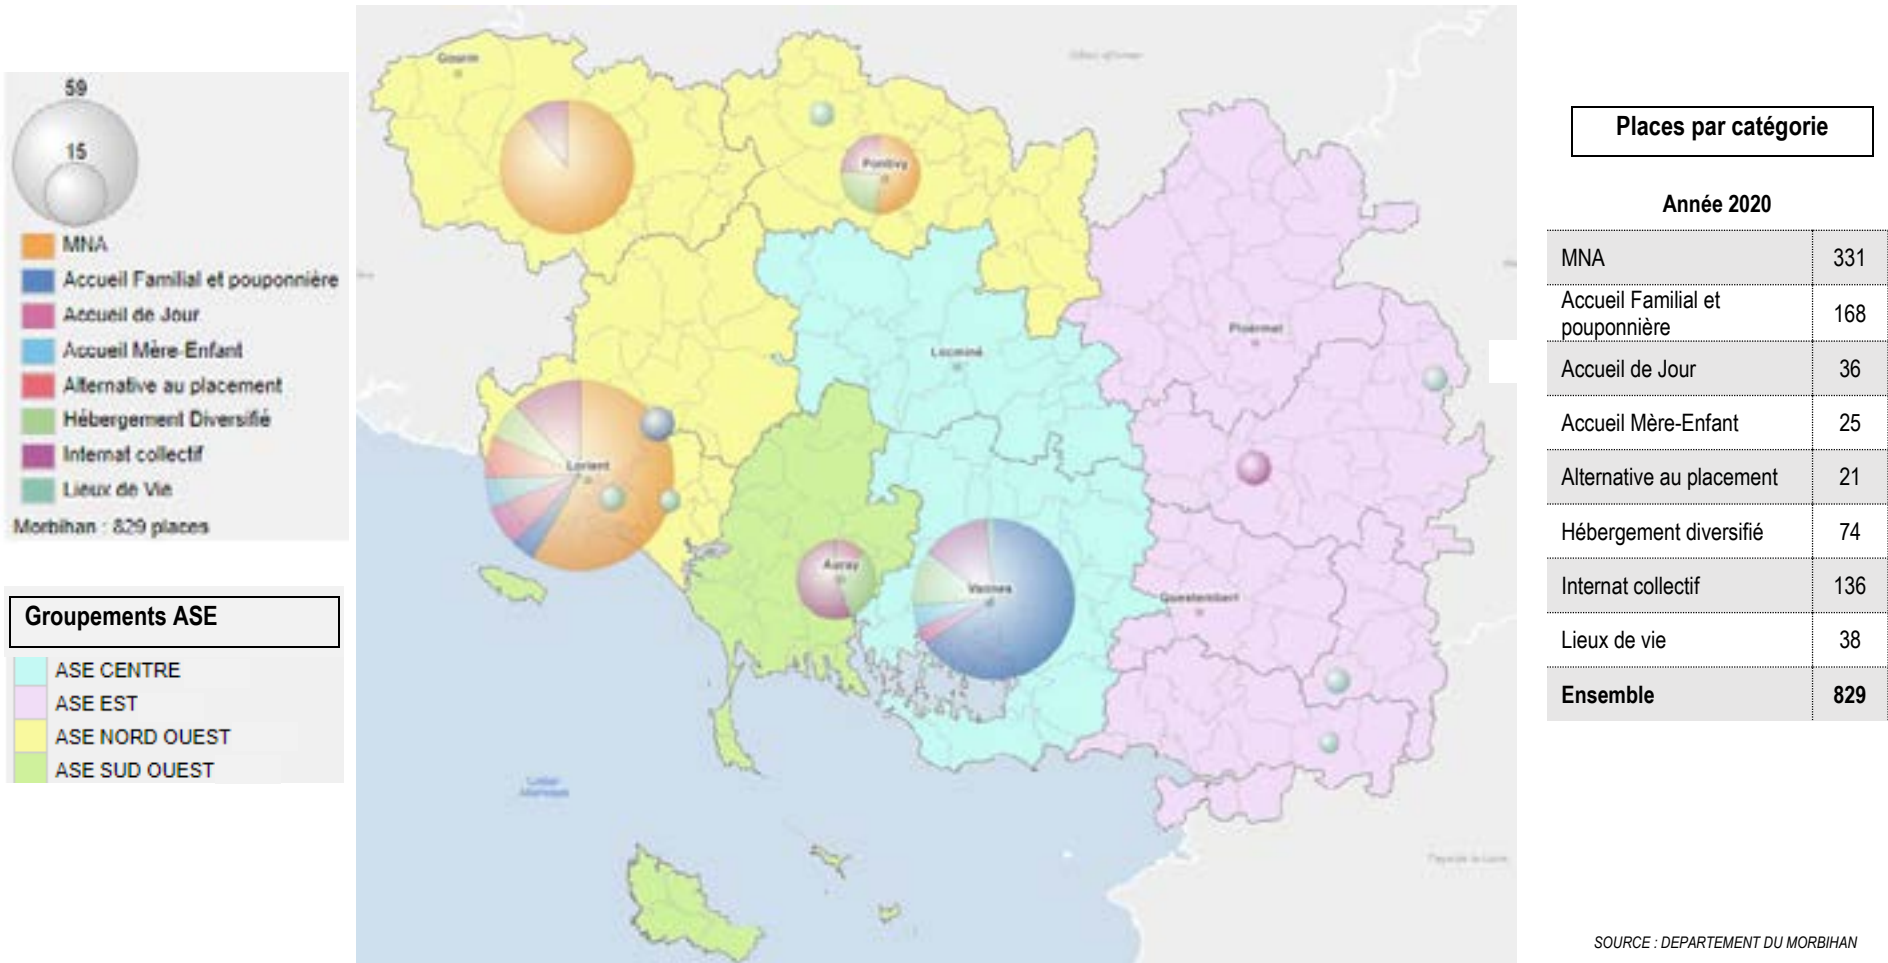 59
15
MNA
Accueil Familial et pouponnière
Accueil de Jour
Accueil Mère-Enfant
Alternative au placement
Hébergement Diversifié
Internat collectif
Lieux de Vie
Morbihan : 829 places
Groupements ASE
ASE CENTRE
ASE EST
ASE NORD OUEST
ASE SUD OUEST
Gourin
Pontivy
Ploërmel
Locminé
Lorient
Auray
Vannes
Questembert
Pays de la Loire
Places par catégorie
Année 2020
MNA 331
Accueil Familial et
pouponnière 168
Accueil de Jour 36
Accueil Mère-Enfant 25
Alternative au placement 21
Hébergement diversifié 74
Internat collectif 136
Lieux de vie 38
Ensemble 829
SOURCE : DEPARTEMENT DU MORBIHAN